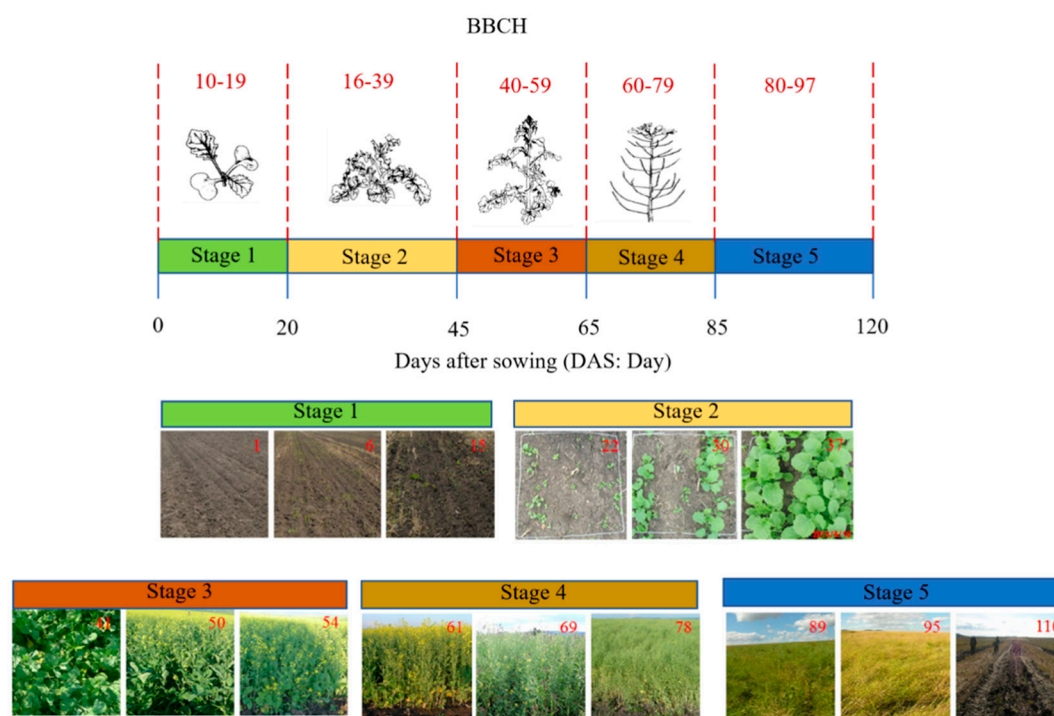 BBCH
10-19 16-39 40-59 60-79 80-97
Stage 1 Stage 2 Stage 3 Stage 4 Stage 5
0 20 45 65 85 120
Days after sowing (DAS: Day)
Stage 1 Stage 2
1 6 15 22 30 37
Stage 3 Stage 4 Stage 5
41 50 54 61 69 78 89 95 110